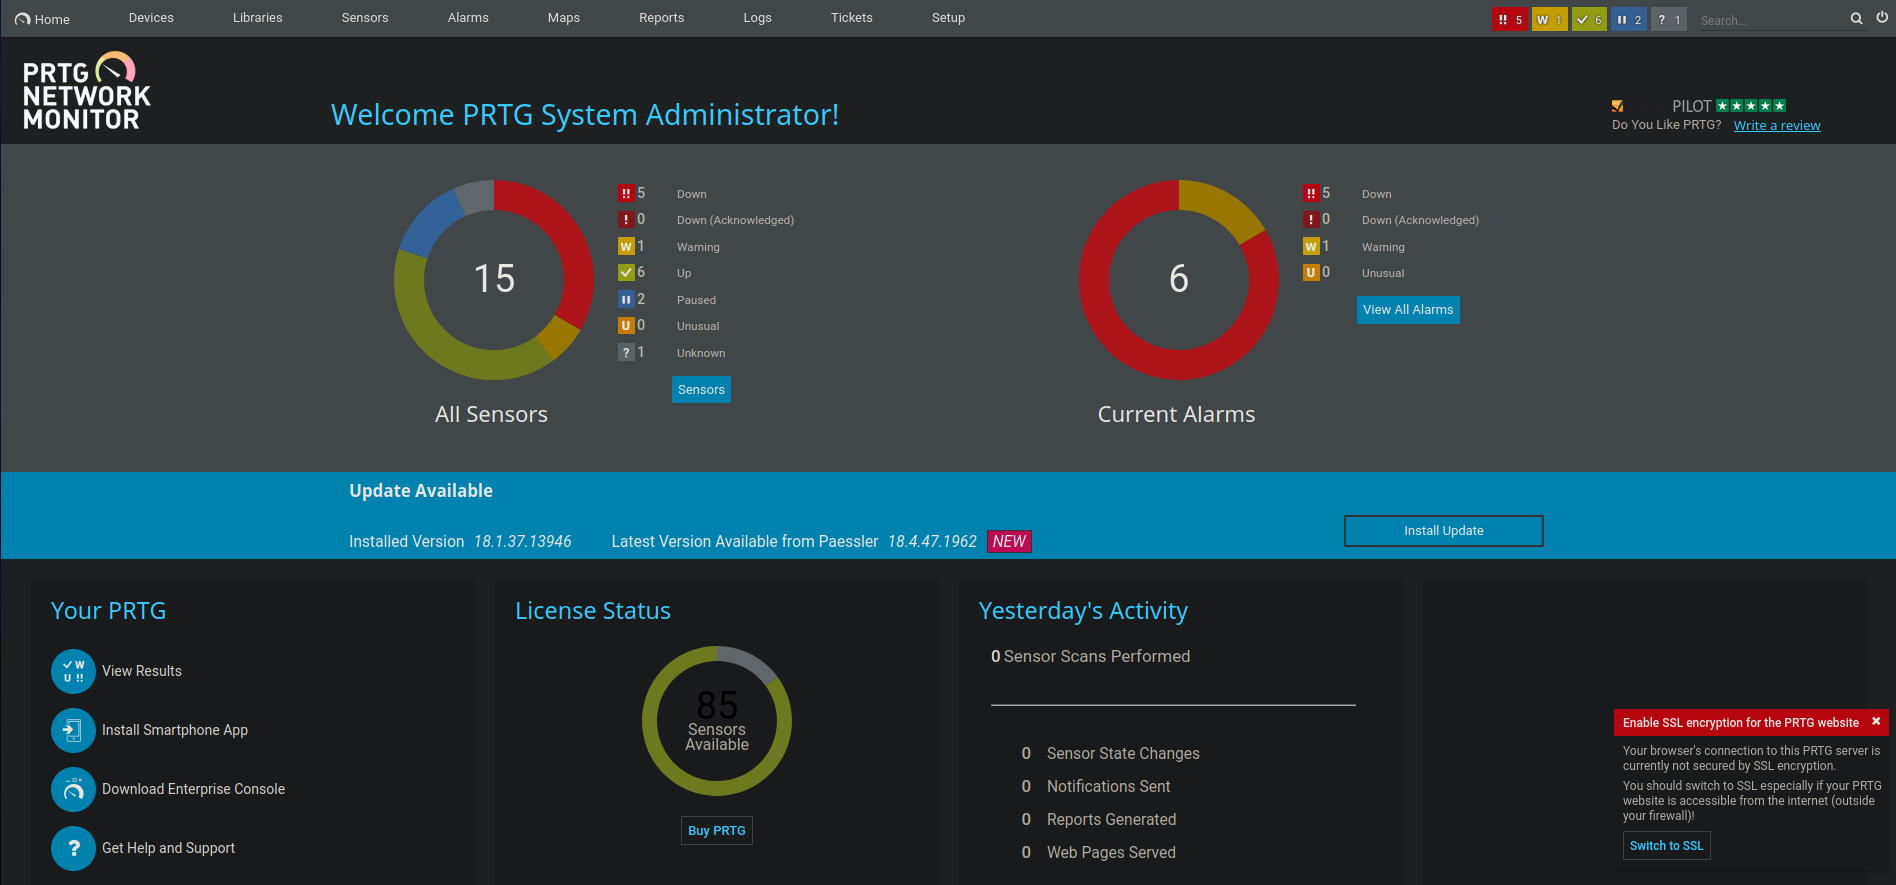 Home Devices Libraries Sensors Alarms Maps Reports Logs Tickets Setup !! 5 W 1 6 2 ? 1 Search...
PRTG
NETWORK
MONITOR
Welcome PRTG System Administrator!
PILOT
Do You Like PRTG? Write a review
15
!! 5 Down
! 0 Down (Acknowledged)
W 1 Warning
6 Up
2 Paused
U 0 Unusual
? 1 Unknown
Sensors
All Sensors
6
!! 5 Down
! 0 Down (Acknowledged)
W 1 Warning
U 0 Unusual
View All Alarms
Current Alarms
Update Available
Installed Version 18.1.37.13946 Latest Version Available from Paessler 18.4.47.1962 NEW
Install Update
Your PRTG
W
U !!
View Results
Install Smartphone App
Download Enterprise Console
? Get Help and Support
License Status
85
Sensors
Available
Buy PRTG
Yesterday's Activity
0 Sensor Scans Performed
0 Sensor State Changes
0 Notifications Sent
0 Reports Generated
0 Web Pages Served
Enable SSL encryption for the PRTG website
Your browser's connection to this PRTG server is
currently not secured by SSL encryption.
You should switch to SSL especially if your PRTG
website is accessible from the internet (outside
your firewall)!
Switch to SSL